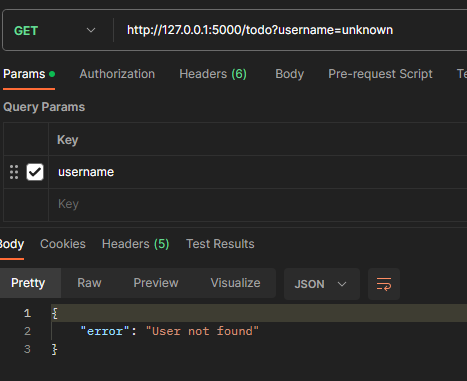 GET http://127.0.0.1:5000/todo?username=unknown
Params Authorization Headers (6) Body Pre-request Script
Query Params
Key
username
Key
Body Cookies Headers (5) Test Results
Pretty Raw Preview Visualize JSON
1 {
2 "error": "User not found"
3 }